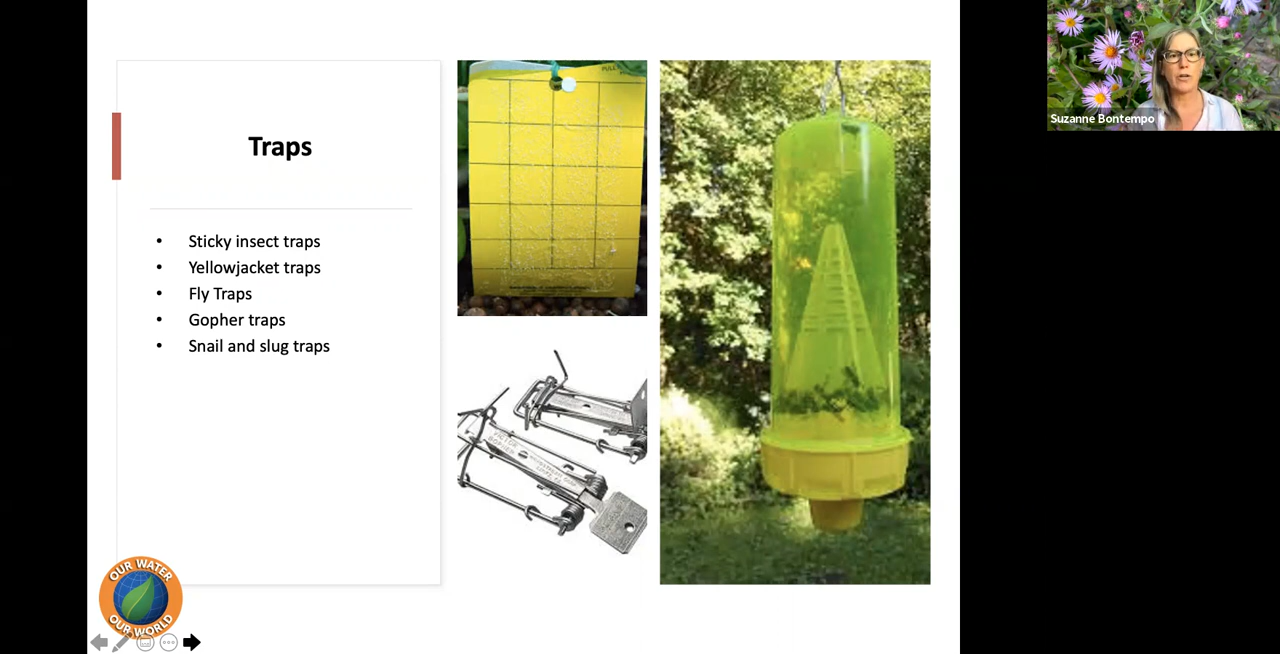 Traps
• Sticky insect traps
• Yellowjacket traps
• Fly Traps
• Gopher traps
• Snail and slug traps
OUR WATER
OUR WORLD
VICTOR
Suzanne Bontempo